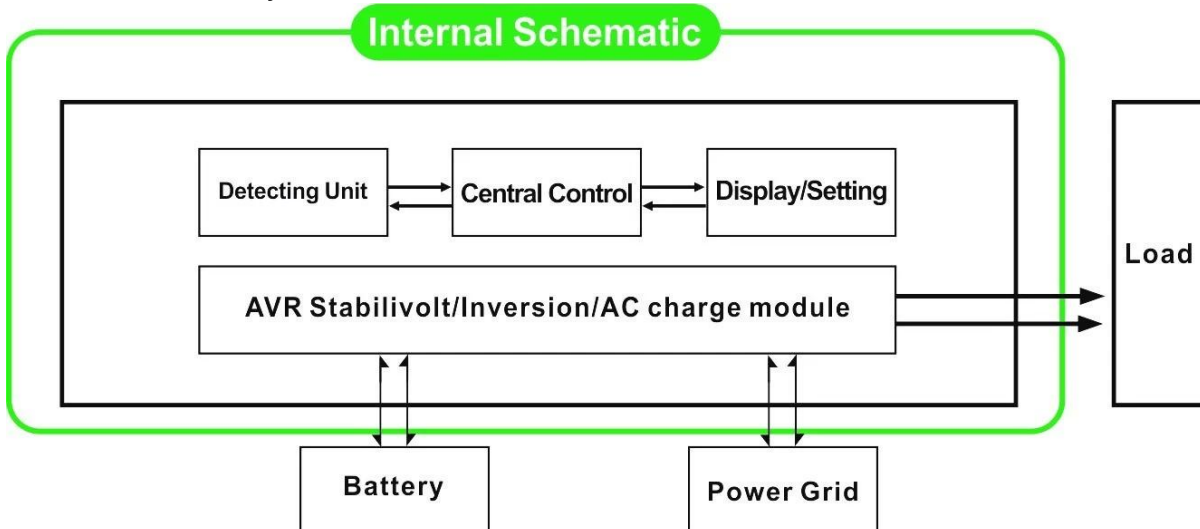 Internal Schematic
Detecting Unit
Central Control
Display/Setting
Load
AVR Stabilivolt/Inversion/AC charge module
Battery
Power Grid